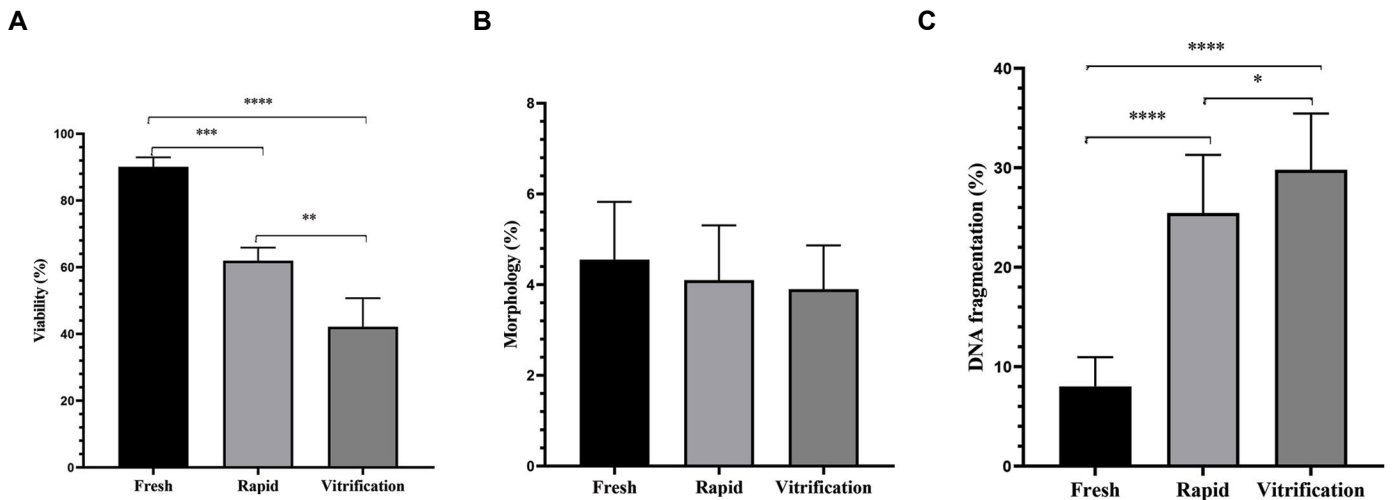 A
B
C
****
***
**
100
80
60
40
20
0
Viability (%)
Fresh Rapid Vitrification
8
6
4
2
0
Morphology (%)
Fresh Rapid Vitrification
****
****
*
40
30
20
10
0
DNA fragmentation (%)
Fresh Rapid Vitrification